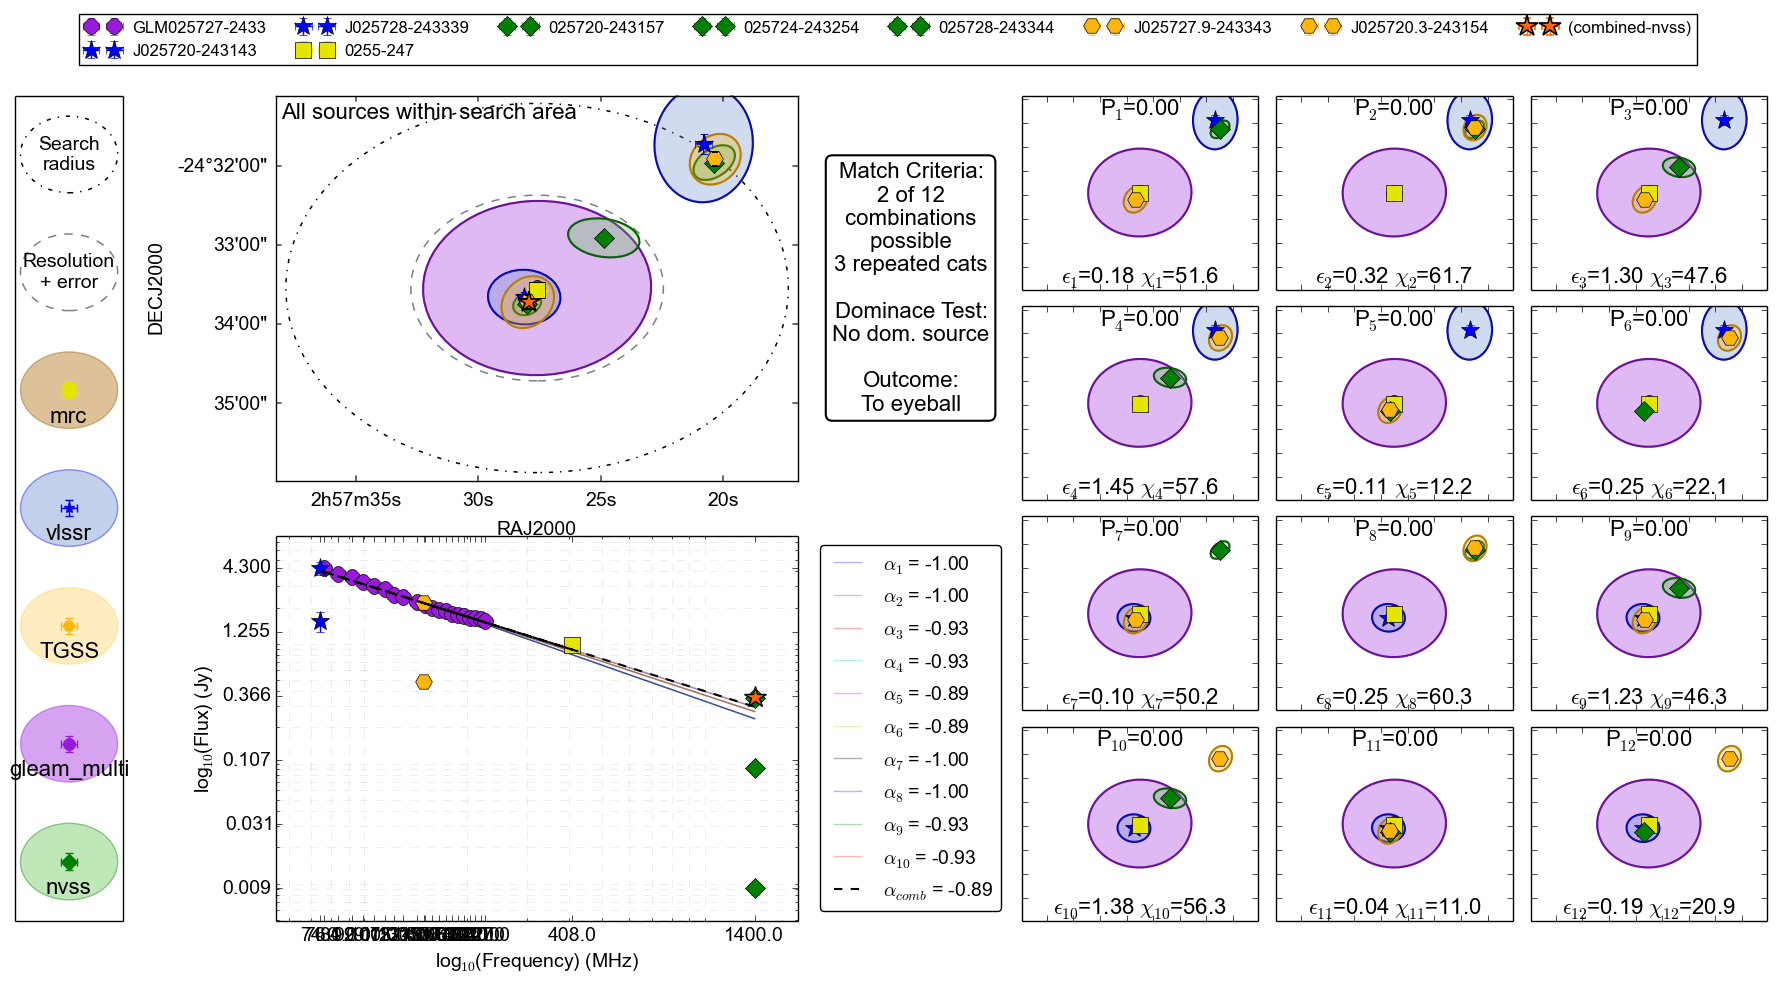 GLM025727-2433 J025728-243339 025720-243157 025724-243254 025728-243344 J025727.9-243343 J025720.3-243154 (combined-nvss)
J025720-243143 0255-247
Search
radius
Resolution
+ error
mrc
vlssr
TGSS
gleam_multi
nvss
All sources within search area
DECJ2000
-24°32'00"
33'00"
34'00"
35'00"
2h57m35s 30s 25s 20s
RAJ2000
Match Criteria:
2 of 12
combinations
possible
3 repeated cats
Dominace Test:
No dom. source
Outcome:
To eyeball
log10(Flux) (Jy)
4.300
1.255
0.366
0.107
0.031
0.009
408.0 1400.0
log10(Frequency) (MHz)
α1 = -1.00
α2 = -1.00
α3 = -0.93
α4 = -0.93
α5 = -0.89
α6 = -0.89
α7 = -1.00
α8 = -1.00
α9 = -0.93
α10 = -0.93
αcomb = -0.89
P1=0.00
ϵ1=0.18 χ1=51.6
P2=0.00
ϵ2=0.32 χ2=61.7
P3=0.00
ϵ3=1.30 χ3=47.6
P4=0.00
ϵ4=1.45 χ4=57.6
P5=0.00
ϵ5=0.11 χ5=12.2
P6=0.00
ϵ6=0.25 χ6=22.1
P7=0.00
ϵ7=0.10 χ7=50.2
P8=0.00
ϵ8=0.25 χ8=60.3
P9=0.00
ϵ9=1.23 χ9=46.3
P10=0.00
ϵ10=1.38 χ10=56.3
P11=0.00
ϵ11=0.04 χ11=11.0
P12=0.00
ϵ12=0.19 χ12=20.9